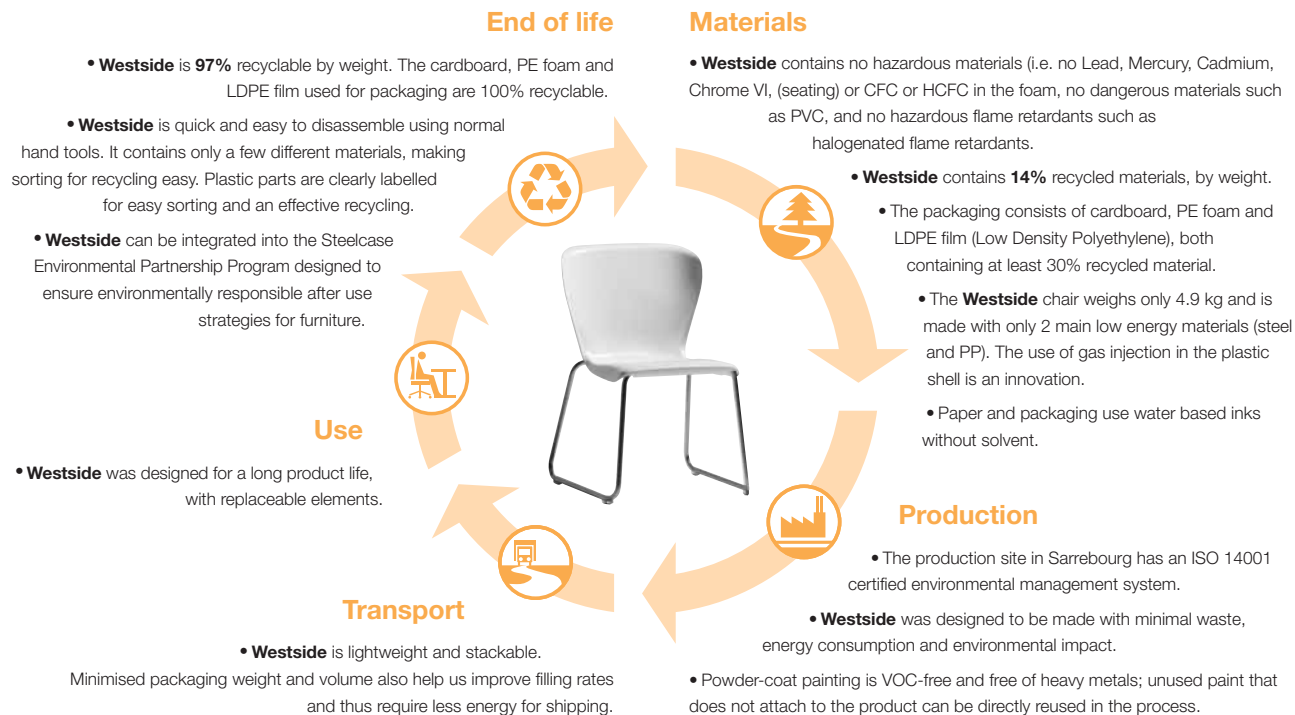 End of life
• Westside is 97% recyclable by weight. The cardboard, PE foam and
LDPE film used for packaging are 100% recyclable.
• Westside is quick and easy to disassemble using normal
hand tools. It contains only a few different materials, making
sorting for recycling easy. Plastic parts are clearly labelled
for easy sorting and an effective recycling.
• Westside can be integrated into the Steelcase
Environmental Partnership Program designed to
ensure environmentally responsible after use
strategies for furniture.
Materials
• Westside contains no hazardous materials (i.e. no Lead, Mercury, Cadmium,
Chrome VI, (seating) or CFC or HCFC in the foam, no dangerous materials such
as PVC, and no hazardous flame retardants such as
halogenated flame retardants.
• Westside contains 14% recycled materials, by weight.
• The packaging consists of cardboard, PE foam and
LDPE film (Low Density Polyethylene), both
containing at least 30% recycled material.
• The Westside chair weighs only 4.9 kg and is
made with only 2 main low energy materials (steel
and PP). The use of gas injection in the plastic
shell is an innovation.
• Paper and packaging use water based inks
without solvent.
Production
• The production site in Sarrebourg has an ISO 14001
certified environmental management system.
• Westside was designed to be made with minimal waste,
energy consumption and environmental impact.
• Powder-coat painting is VOC-free and free of heavy metals; unused paint that
does not attach to the product can be directly reused in the process.
Transport
• Westside is lightweight and stackable.
Minimised packaging weight and volume also help us improve filling rates
and thus require less energy for shipping.
Use
• Westside was designed for a long product life,
with replaceable elements.